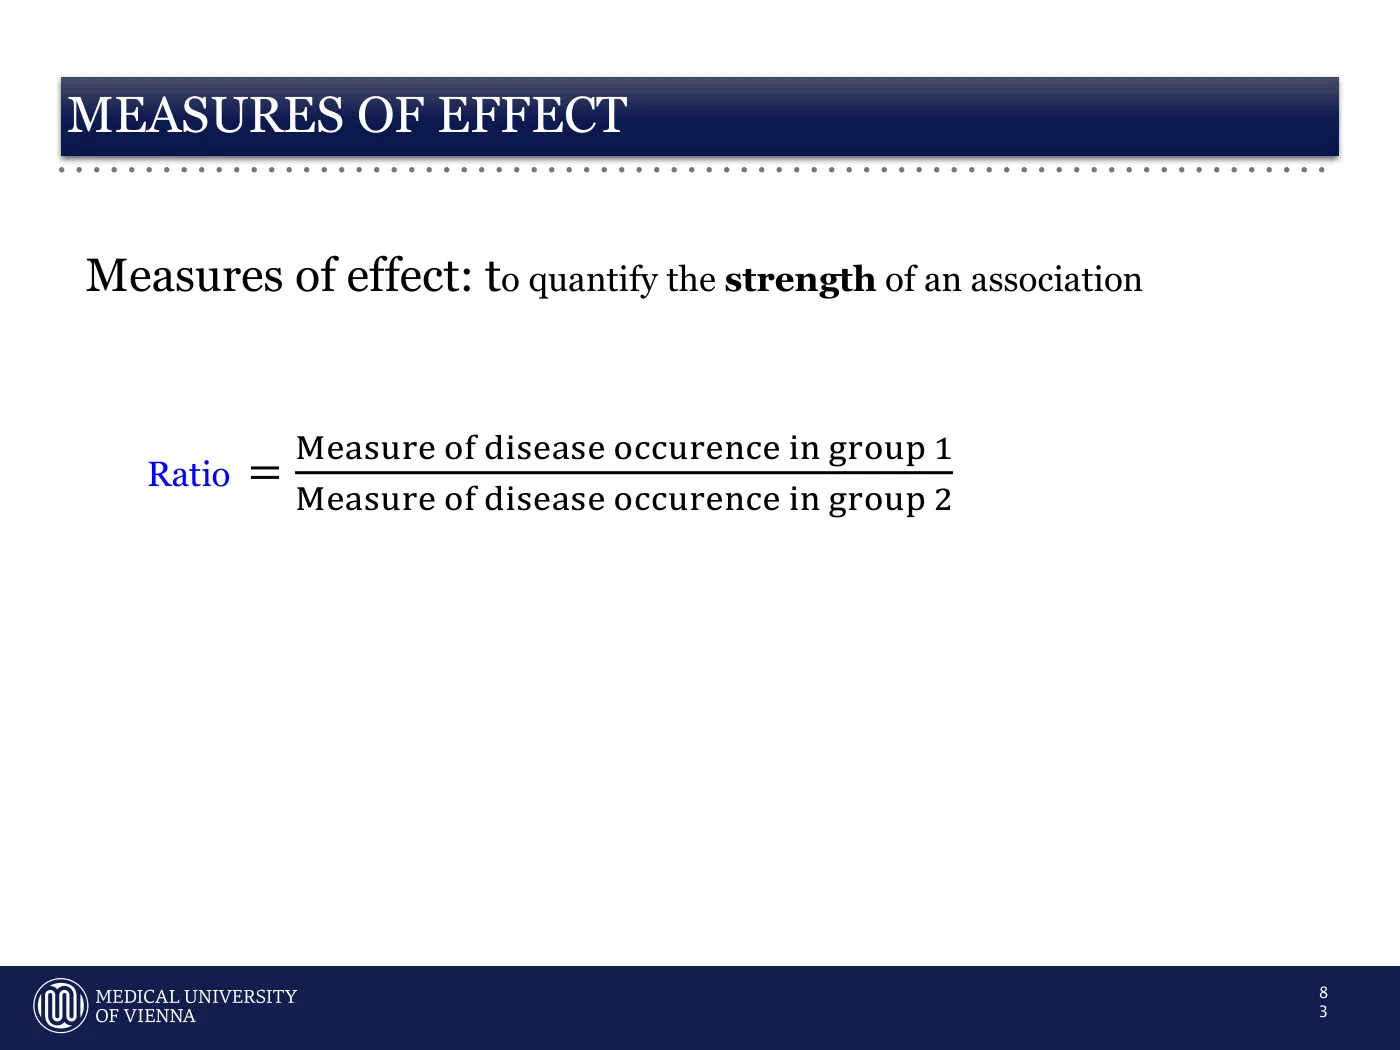 MEASURES OF EFFECT
Measures of effect: to quantify the strength of an association
Ratio = Measure of disease occurence in group 1
Measure of disease occurence in group 2
MEDICAL UNIVERSITY
OF VIENNA
8
3